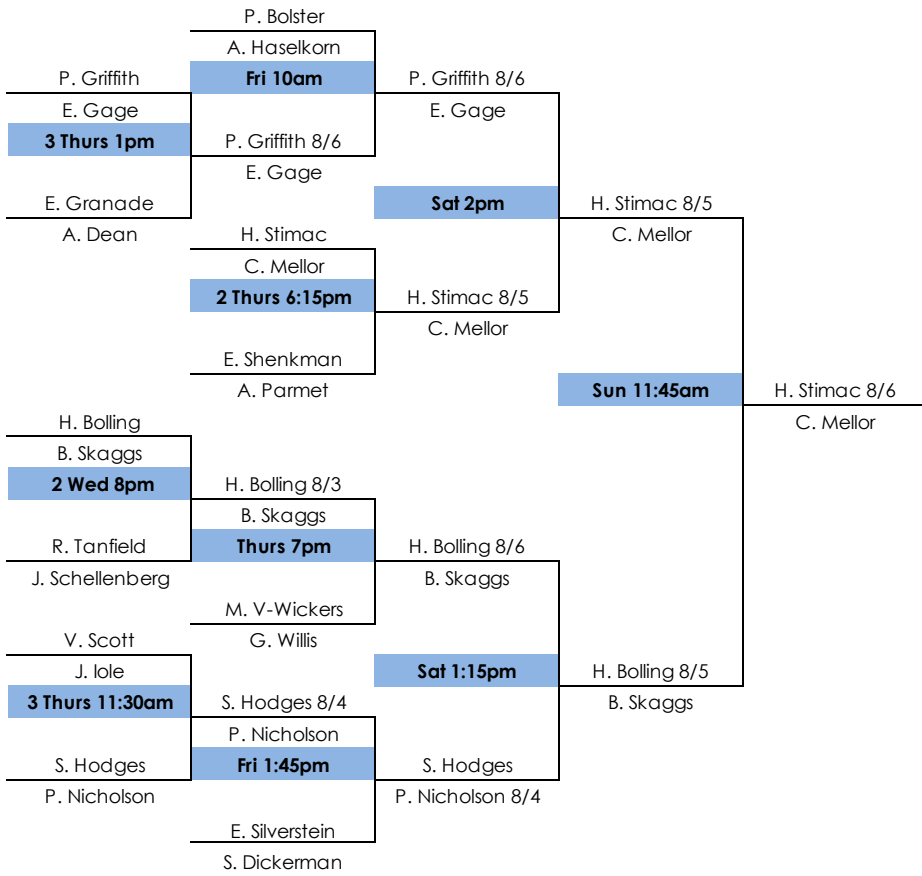 P. Bolster
A. Haselkorn
P. Griffith
Fri 10am
P. Griffith 8/6
E. Gage
E. Gage
3 Thurs 1pm
P. Griffith 8/6
E. Gage
E. Granade
Sat 2pm
H. Stimac 8/5
A. Dean
H. Stimac
C. Mellor
C. Mellor
2 Thurs 6:15pm
H. Stimac 8/5
C. Mellor
E. Shenkman
A. Parmet
Sun 11:45am
H. Stimac 8/6
C. Mellor
H. Bolling
B. Skaggs
2 Wed 8pm
H. Bolling 8/3
B. Skaggs
R. Tanfield
Thurs 7pm
H. Bolling 8/6
J. Schellenberg
B. Skaggs
M. V-Wickers
G. Willis
V. Scott
J. Iole
Sat 1:15pm
H. Bolling 8/5
3 Thurs 11:30am
S. Hodges 8/4
B. Skaggs
P. Nicholson
S. Hodges
Fri 1:45pm
S. Hodges
P. Nicholson
P. Nicholson 8/4
E. Silverstein
S. Dickerman